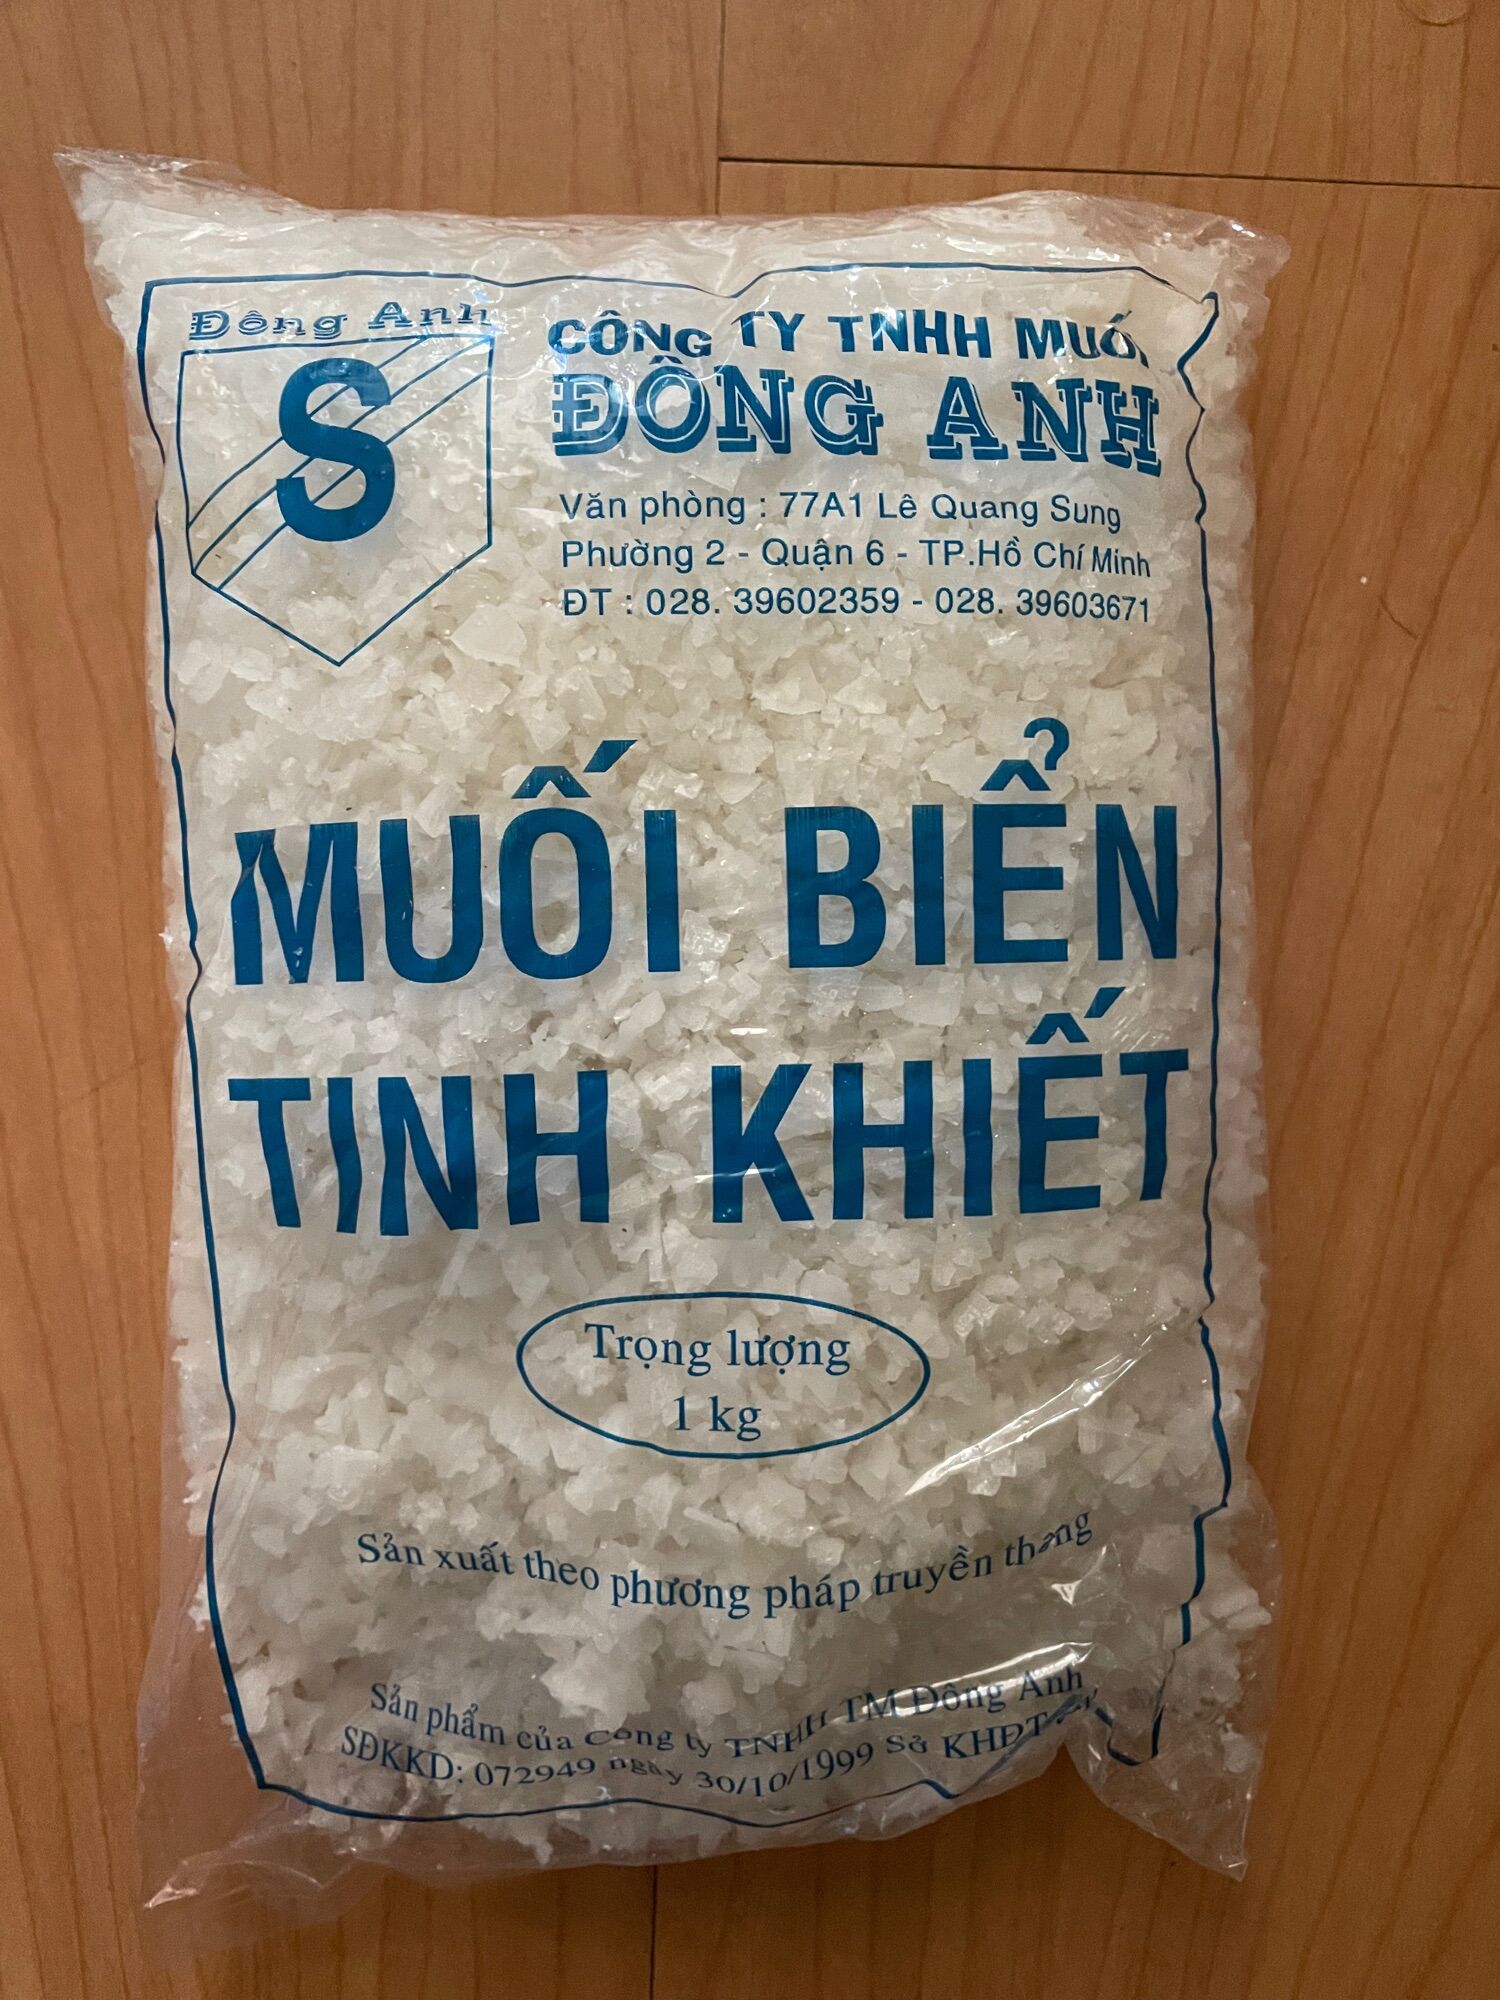 Đông Anh
S
CÔNG TY TNHH MUỐI
ĐÔNG ANH
Văn phòng : 77A1 Lê Quang Sung
Phường 2 - Quận 6 - TP.Hồ Chí Minh
ĐT : 028. 39602359 - 028. 39603671
MUỐI BIỂN
TINH KHIẾT
Trọng lượng
1 kg
Sản xuất theo phương pháp truyền thống
Sản phẩm của Công ty TNHH TM Đông Anh
SĐKKD: 072949 ngày 30/10/1999 Sở KHĐT